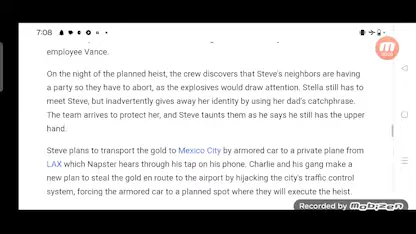 7:08
employee Vance.
On the night of the planned heist, the crew discovers that Steve's neighbors are having
a party so they have to abort, as the explosives would draw attention. Stella still has to
meet Steve, but inadvertently gives away her identity by using her dad's catchphrase.
The team arrives to protect her, and Steve taunts them as he says he still has the upper
hand.
Steve plans to transport the gold to Mexico City by armored car to a private plane from
LAX which Napster hears through his tap on his phone. Charlie and his gang make a
new plan to steal the gold en route to the airport by hijacking the city's traffic control
system, forcing the armored car to a planned spot where they will execute the heist.
Recorded by Mobizen